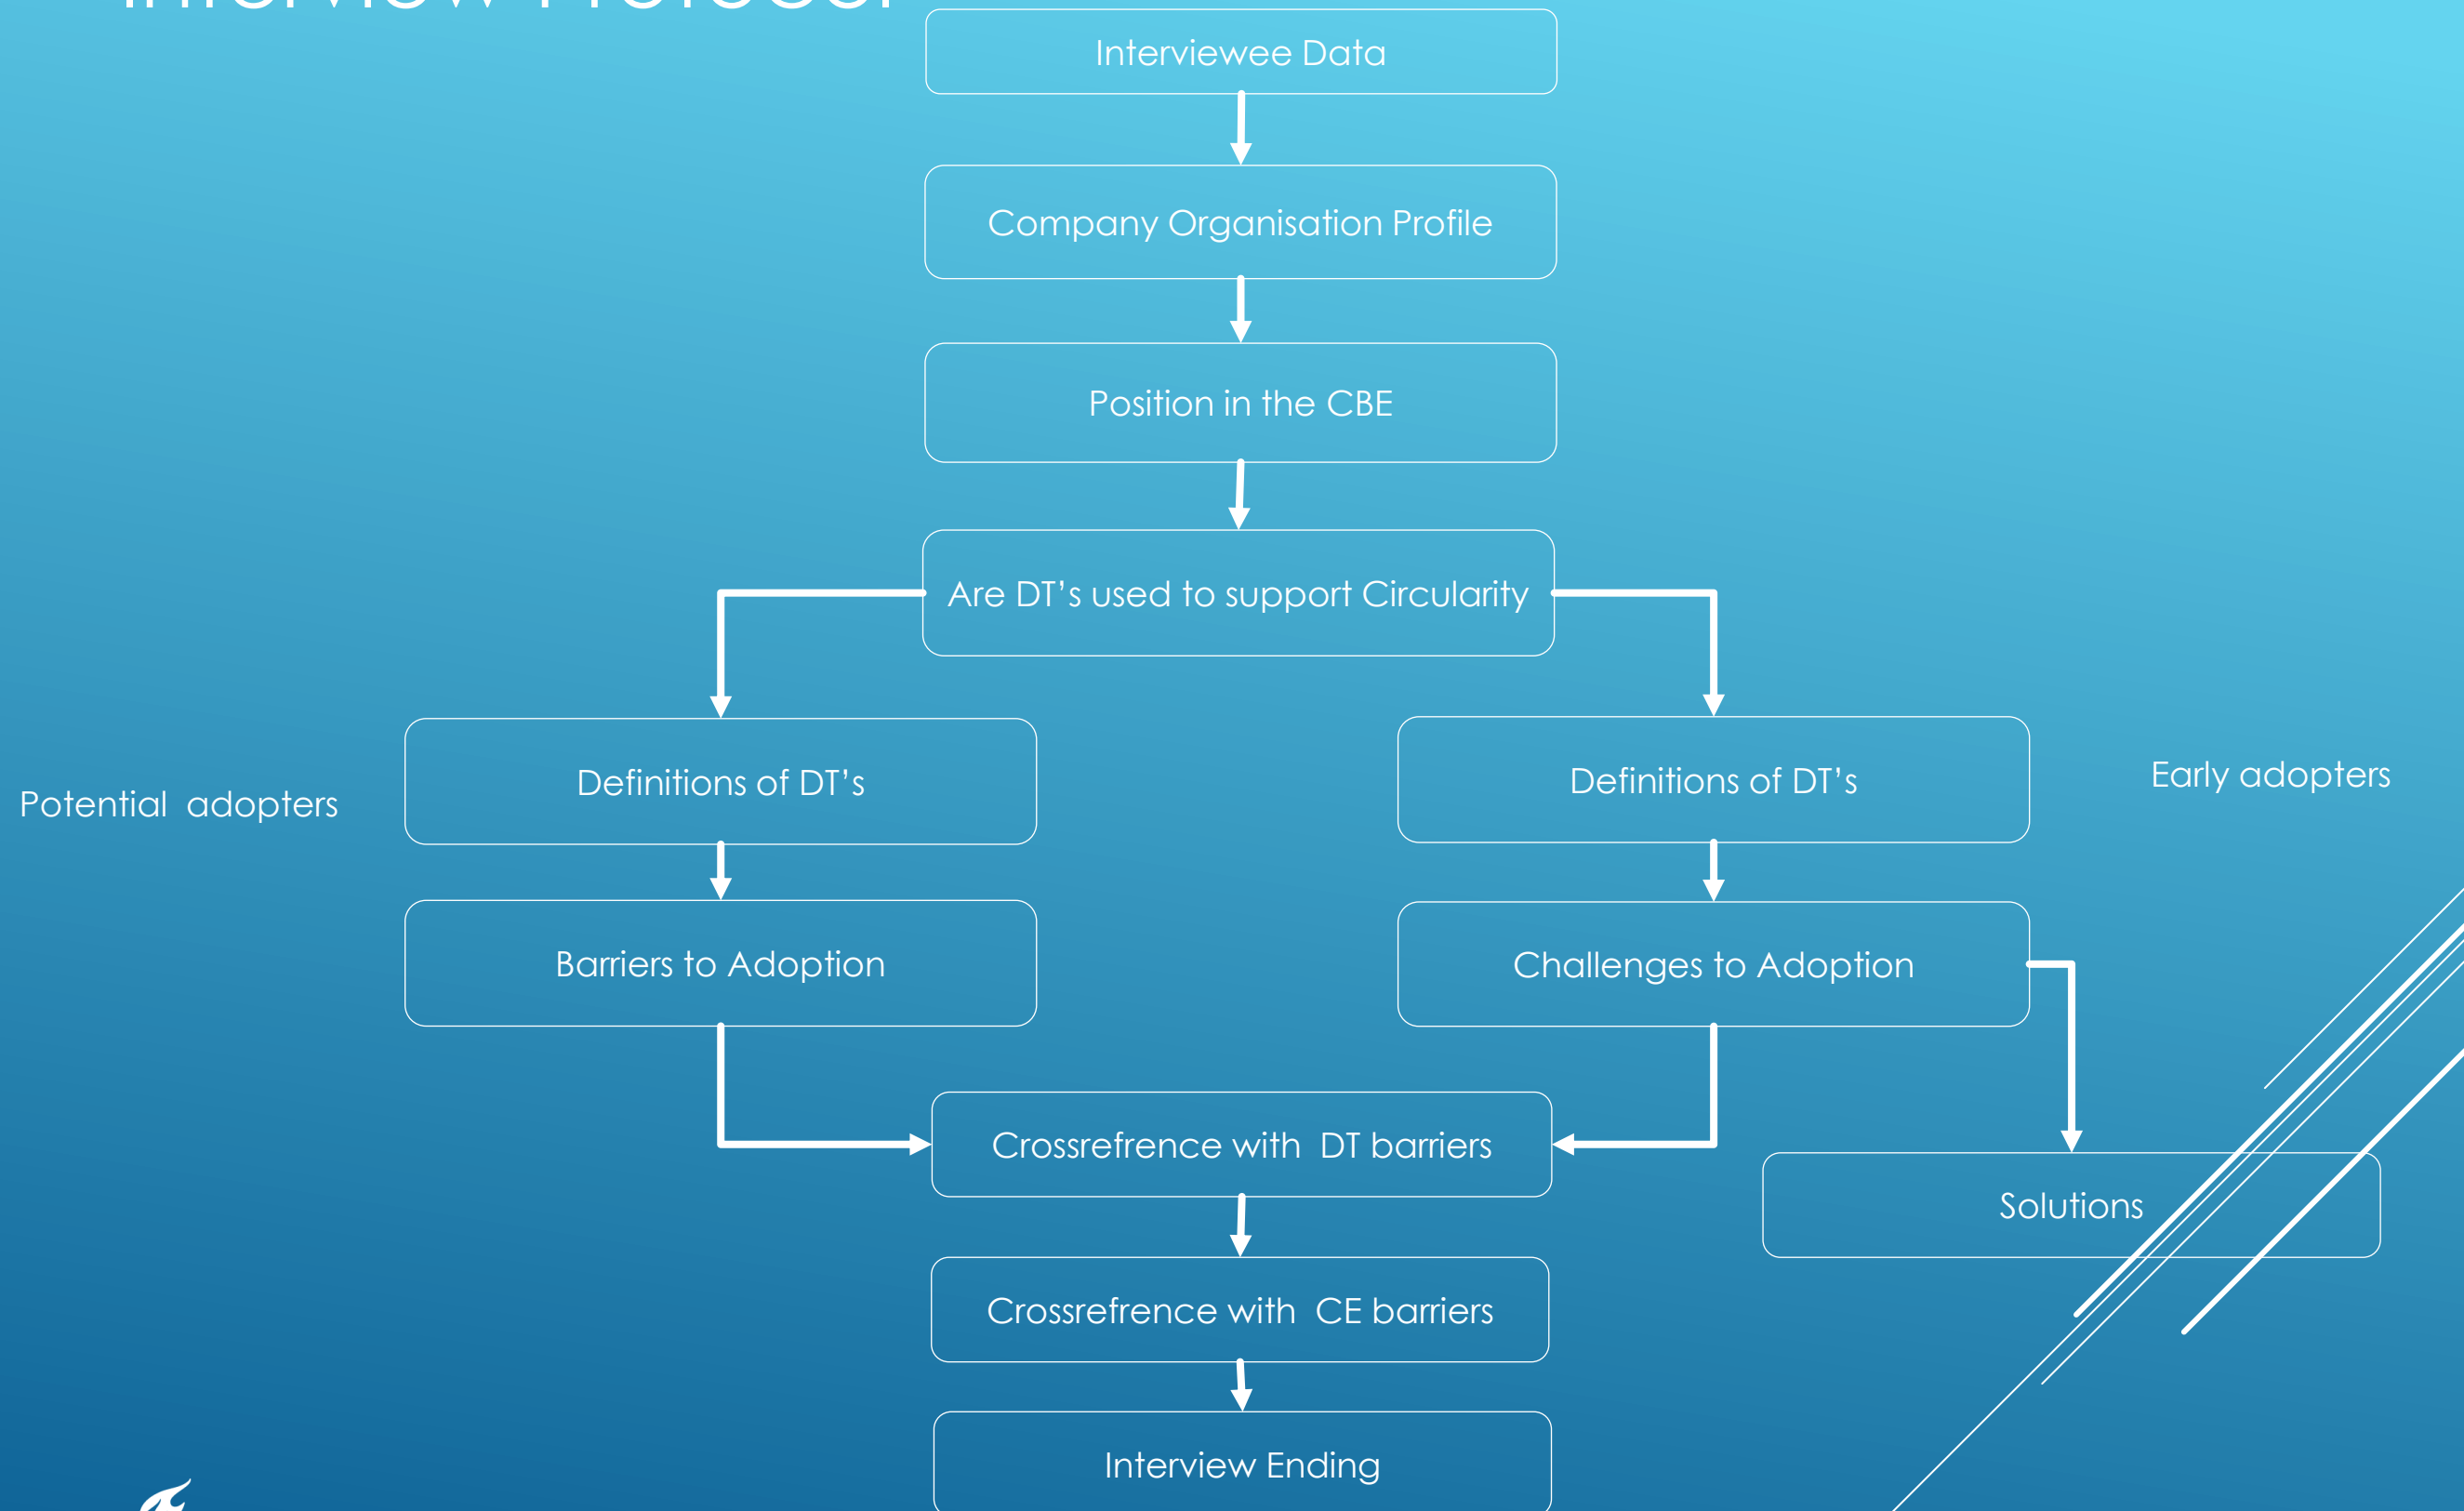 Interview Protocol
Interviewee Data
Company Organisation Profile
Position in the CBE
Are DT's used to support Circularity
Potential adopters
Definitions of DT's
Definitions of DT's
Early adopters
Barriers to Adoption
Challenges to Adoption
Crossrefrence with DT barriers
Solutions
Crossrefrence with CE barriers
Interview Ending